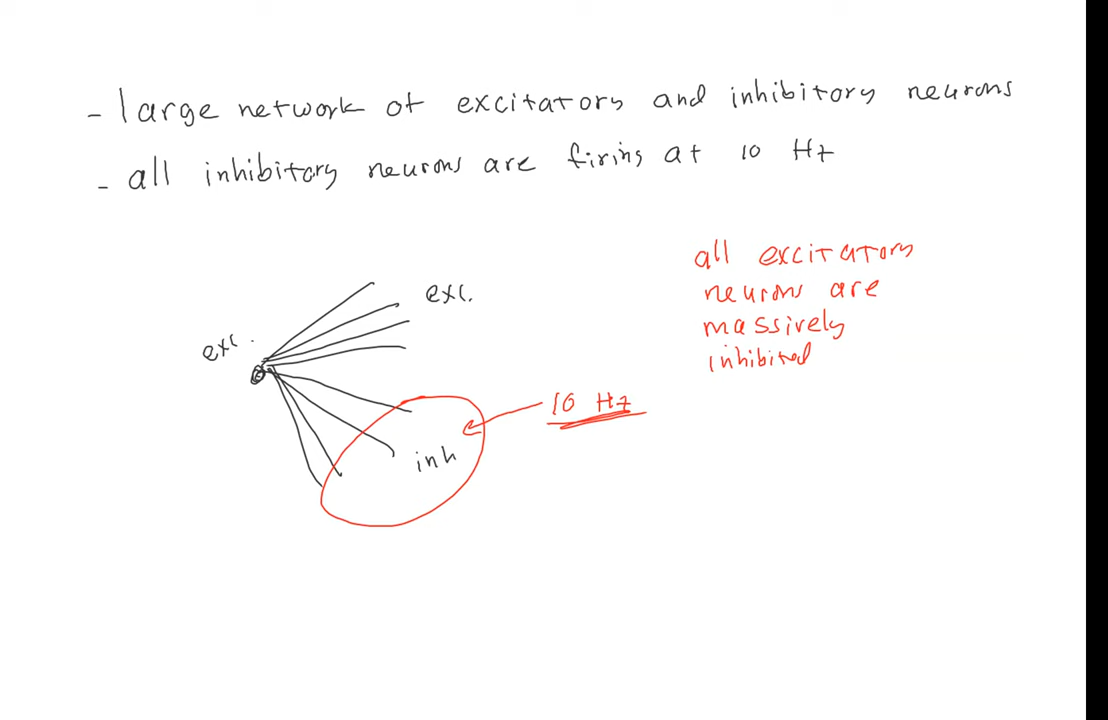 - large network of excitatory and inhibitory neurons
- all inhibitory neurons are firing at 10 Hz
all excitatory
neurons are
massively
inhibited
exc.
exc.
10 Hz
inh